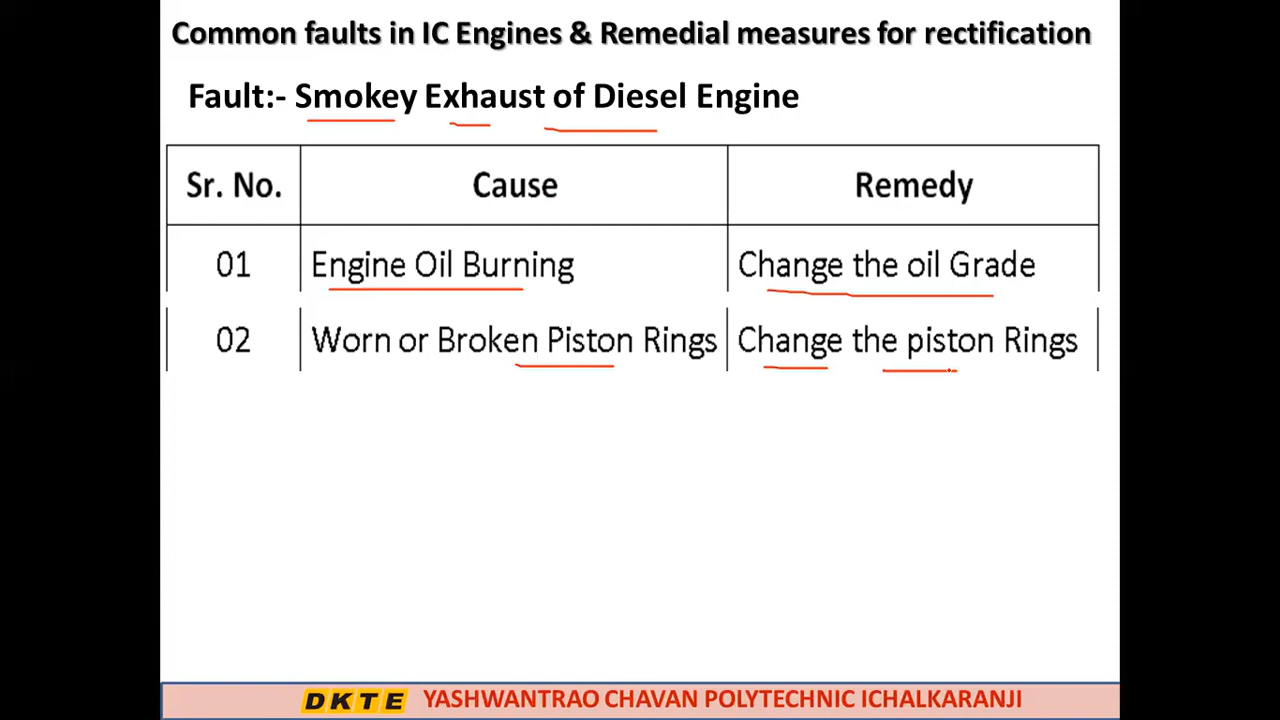 Common faults in IC Engines & Remedial measures for rectification
Fault:- Smokey Exhaust of Diesel Engine
Sr. No. Cause Remedy
01 Engine Oil Burning Change the oil Grade
02 Worn or Broken Piston Rings Change the piston Rings
DKTE YASHWANTRAO CHAVAN POLYTECHNIC ICHALKARANJI